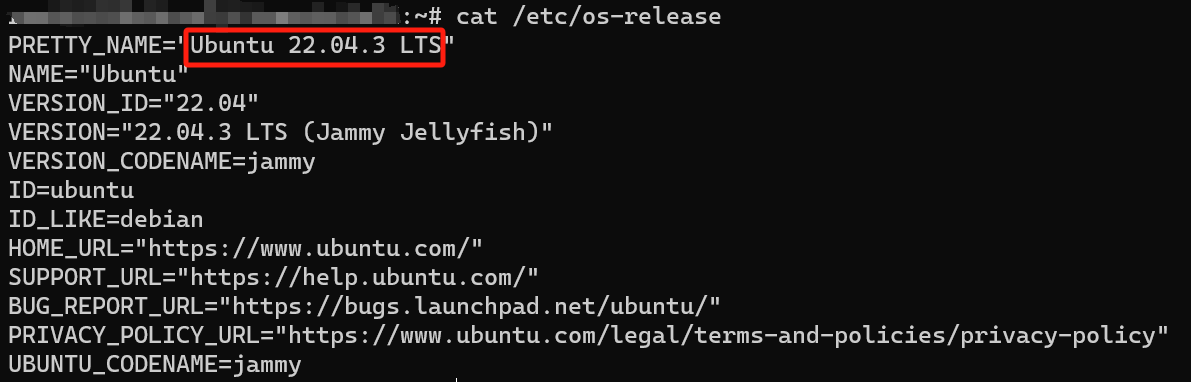 :~# cat /etc/os-release
PRETTY_NAME="Ubuntu 22.04.3 LTS"
NAME="Ubuntu"
VERSION_ID="22.04"
VERSION="22.04.3 LTS (Jammy Jellyfish)"
VERSION_CODENAME=jammy
ID=ubuntu
ID_LIKE=debian
HOME_URL="https://www.ubuntu.com/"
SUPPORT_URL="https://help.ubuntu.com/"
BUG_REPORT_URL="https://bugs.launchpad.net/ubuntu/"
PRIVACY_POLICY_URL="https://www.ubuntu.com/legal/terms-and-policies/privacy-policy"
UBUNTU_CODENAME=jammy